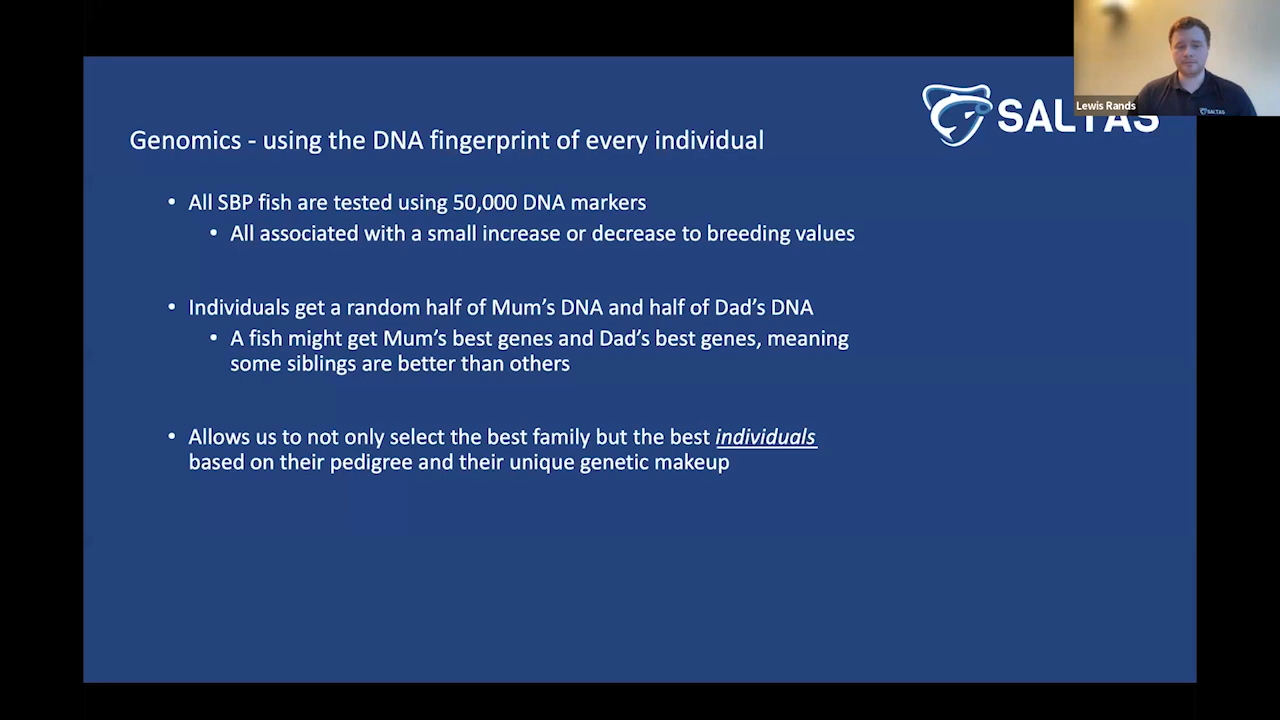 Genomics - using the DNA fingerprint of every individual
SALTAS
Lewis Rands
SALTAS
• All SBP fish are tested using 50,000 DNA markers
• All associated with a small increase or decrease to breeding values
• Individuals get a random half of Mum's DNA and half of Dad's DNA
• A fish might get Mum's best genes and Dad's best genes, meaning
some siblings are better than others
• Allows us to not only select the best family but the best individuals
based on their pedigree and their unique genetic makeup